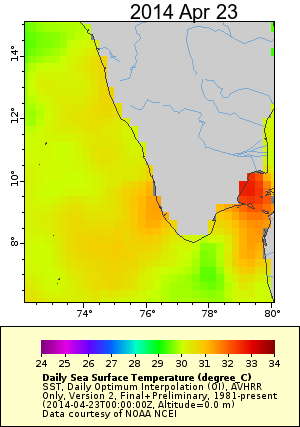 2014 Apr 23
14°
12°
10°
8°
74° 76° 78° 80°
24 25 26 27 28 29 30 31 32 33 34
Daily Sea Surface Temperature (degree_C)
SST, Daily Optimum Interpolation (OI), AVHRR
Only, Version 2, Final+Preliminary, 1981-present
(2014-04-23T00:00:00Z, Altitude=0.0 m)
Data courtesy of NOAA NCEI